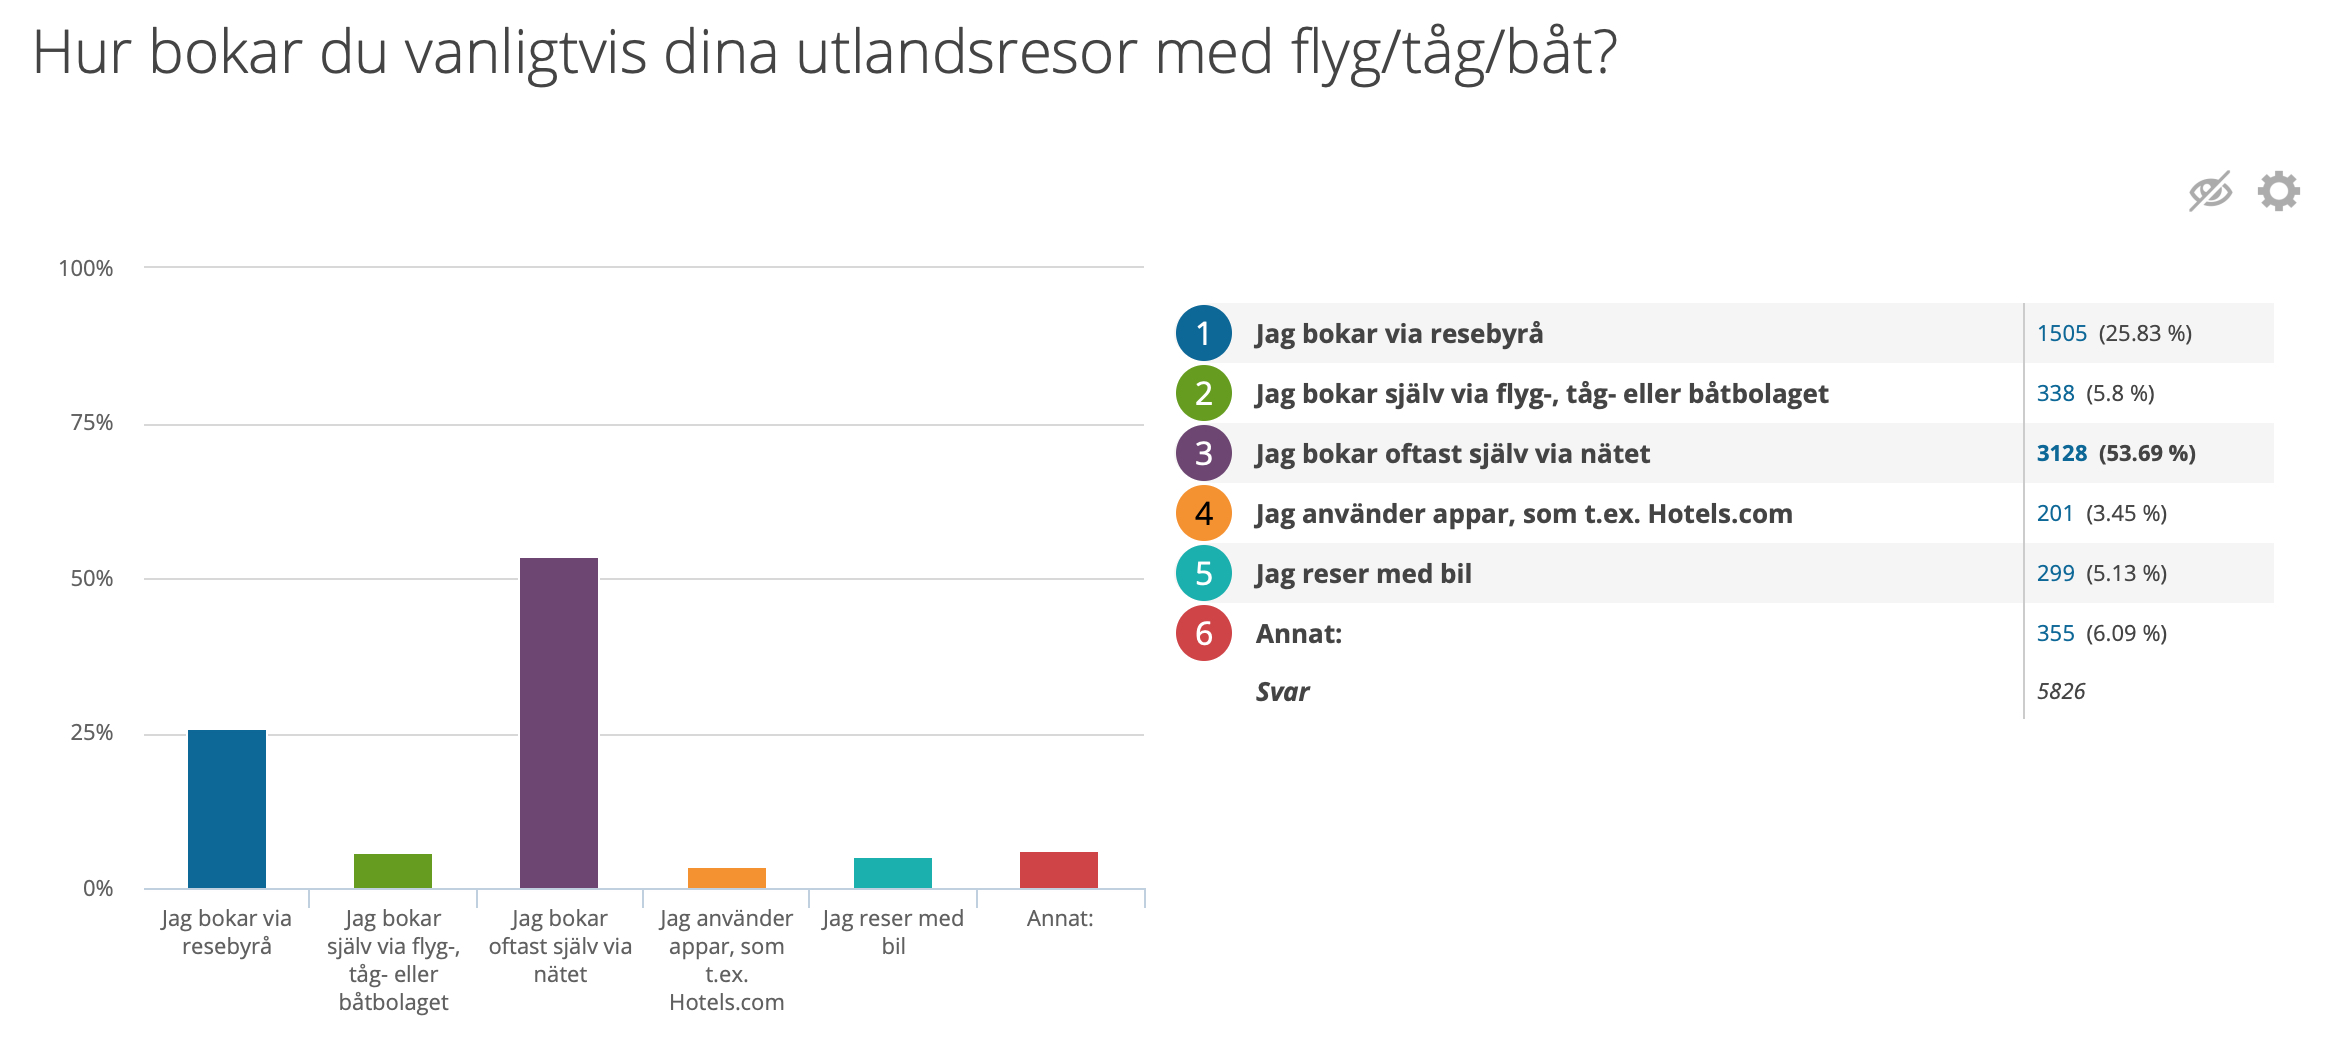 Hur bokar du vanligtvis dina utlandsresor med flyg/tåg/båt?
100%
75%
50%
25%
0%
Jag bokar via
resebyrå
Jag bokar
själv via flyg-,
tåg- eller
båtbolaget
Jag bokar
oftast själv via
nätet
Jag använder
appar, som
t.ex.
Hotels.com
Jag reser med
bil
Annat:
1 Jag bokar via resebyrå 1505 (25.83 %)
2 Jag bokar själv via flyg-, tåg- eller båtbolaget 338 (5.8 %)
3 Jag bokar oftast själv via nätet 3128 (53.69 %)
4 Jag använder appar, som t.ex. Hotels.com 201 (3.45 %)
5 Jag reser med bil 299 (5.13 %)
6 Annat: 355 (6.09 %)
Svar 5826